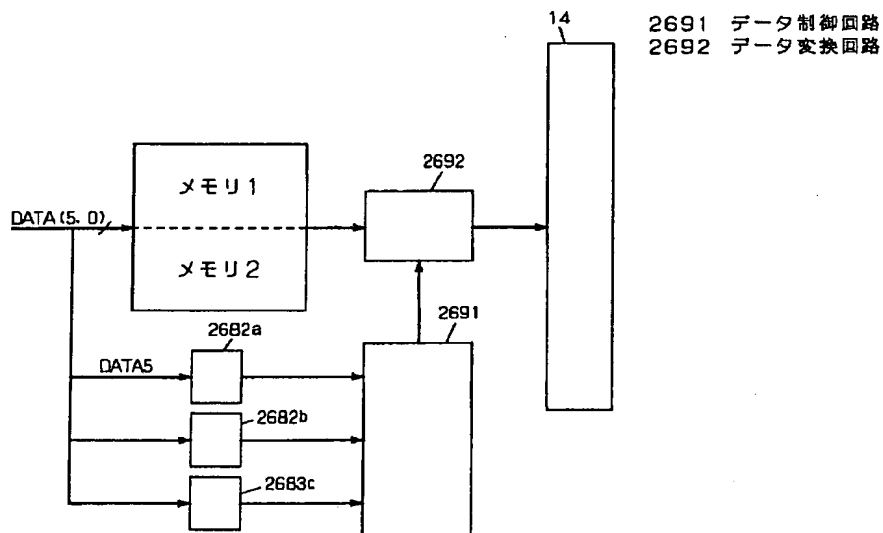 14
2691 データ制御回路
2692 データ変換回路
2692
メモリ1
DATA(5、0)
メモリ2
2691
2682a
DATA5
2682b
2683c